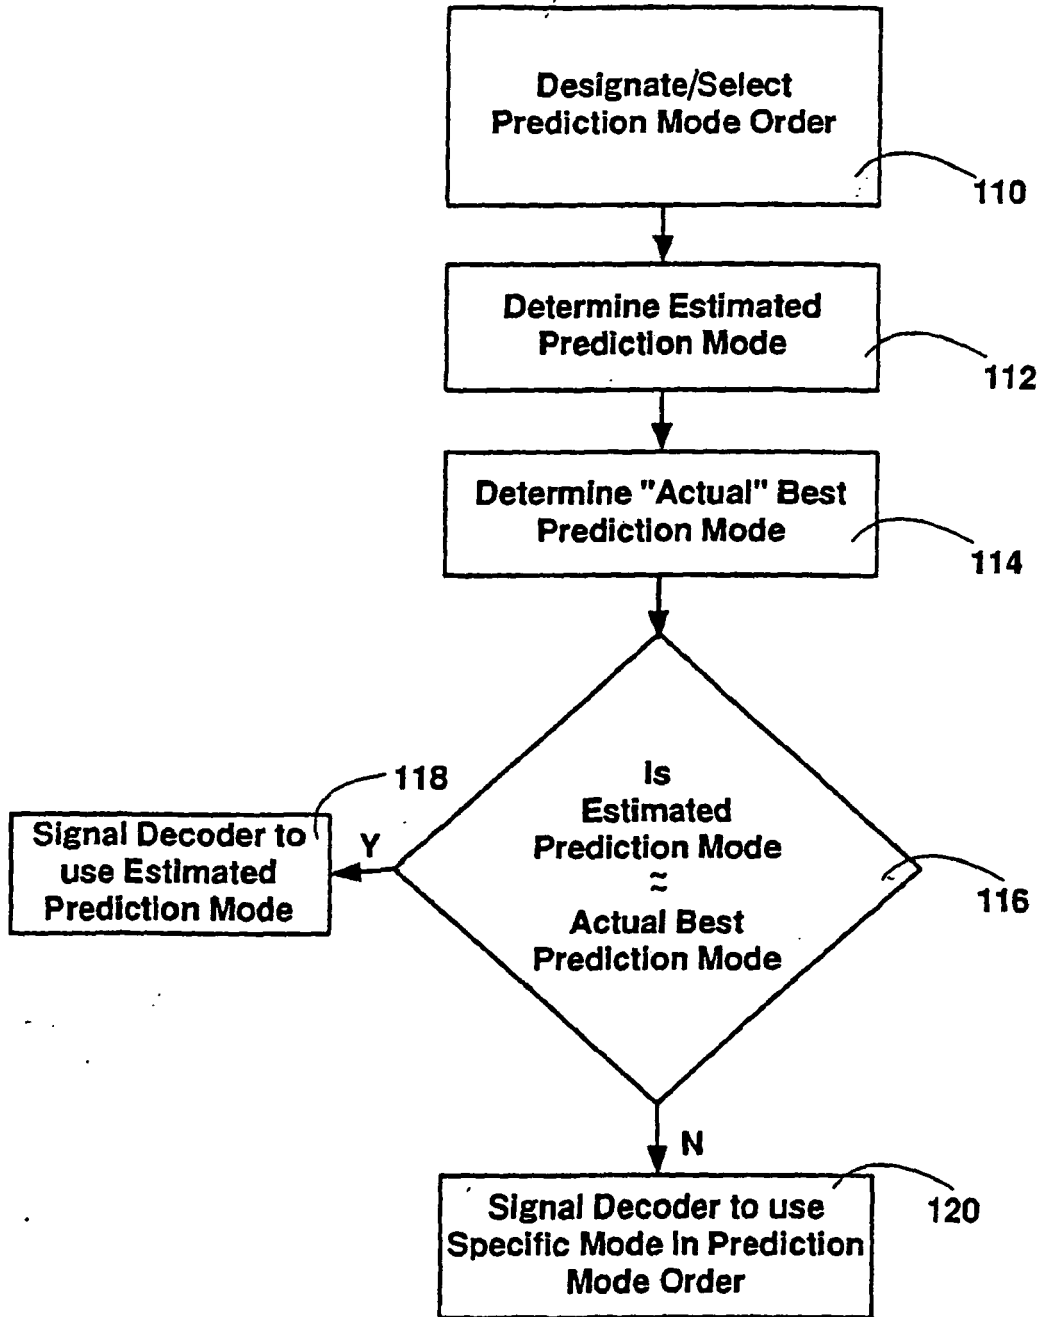 Designate/Select
Prediction Mode Order
110
Determine Estimated
Prediction Mode
112
Determine "Actual" Best
Prediction Mode
114
Is
Estimated
Prediction Mode
≈
Actual Best
Prediction Mode
116
118
Y
Signal Decoder to
use Estimated
Prediction Mode
N
Signal Decoder to use
Specific Mode in Prediction
Mode Order
120